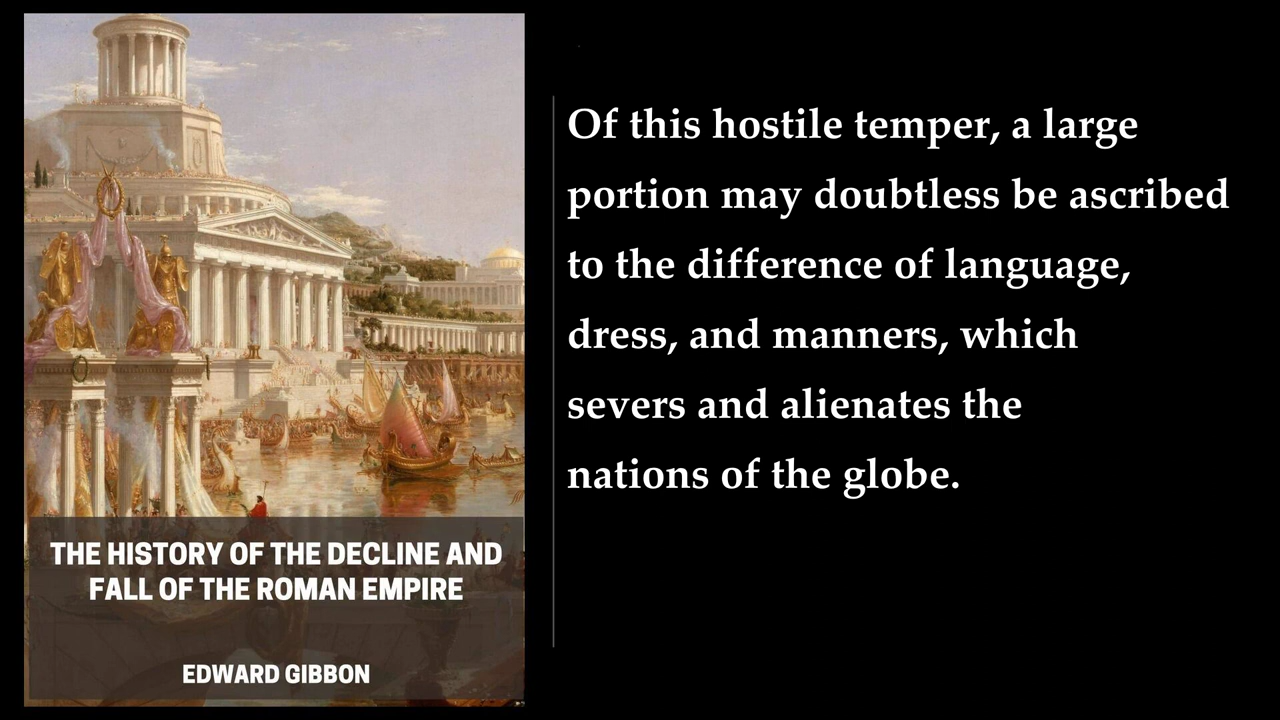 Of this hostile temper, a large
portion may doubtless be ascribed
to the difference of language,
dress, and manners, which
severs and alienates the
nations of the globe.
THE HISTORY OF THE DECLINE AND
FALL OF THE ROMAN EMPIRE
EDWARD GIBBON